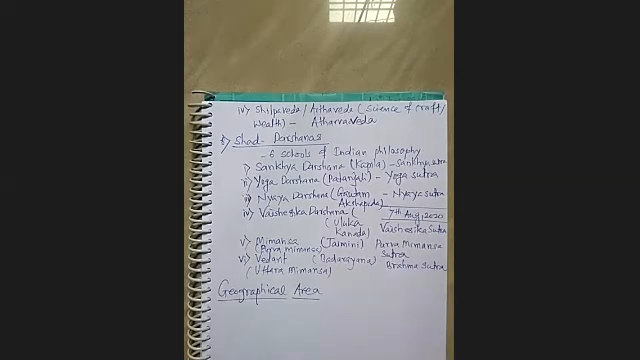 iv) Shilpaveda / Arthaveda (Science of craft/
Wealth) - Atharvaveda
Shad Darshanas
- 6 schools of Indian philosophy
i) Sankhya Darshana (Kapila) - Sankhya sutra
ii) Yoga Darshana (Patanjali) - Yoga sutra
iii) Nyaya Darshana (Gautam - Nyaya sutra
Akshapada)
iv) Vaisheshika Darshana ( 7th Aug, 2020
(Uluka Kanada) Vaisheshika Sutra
v) Mimansa (Jaimini) Purva Mimansa
(Purva mimansa) Sutra
vi) Vedant (Badarayana) Brahma Sutra
(Uttara Mimansa)
Geographical Area